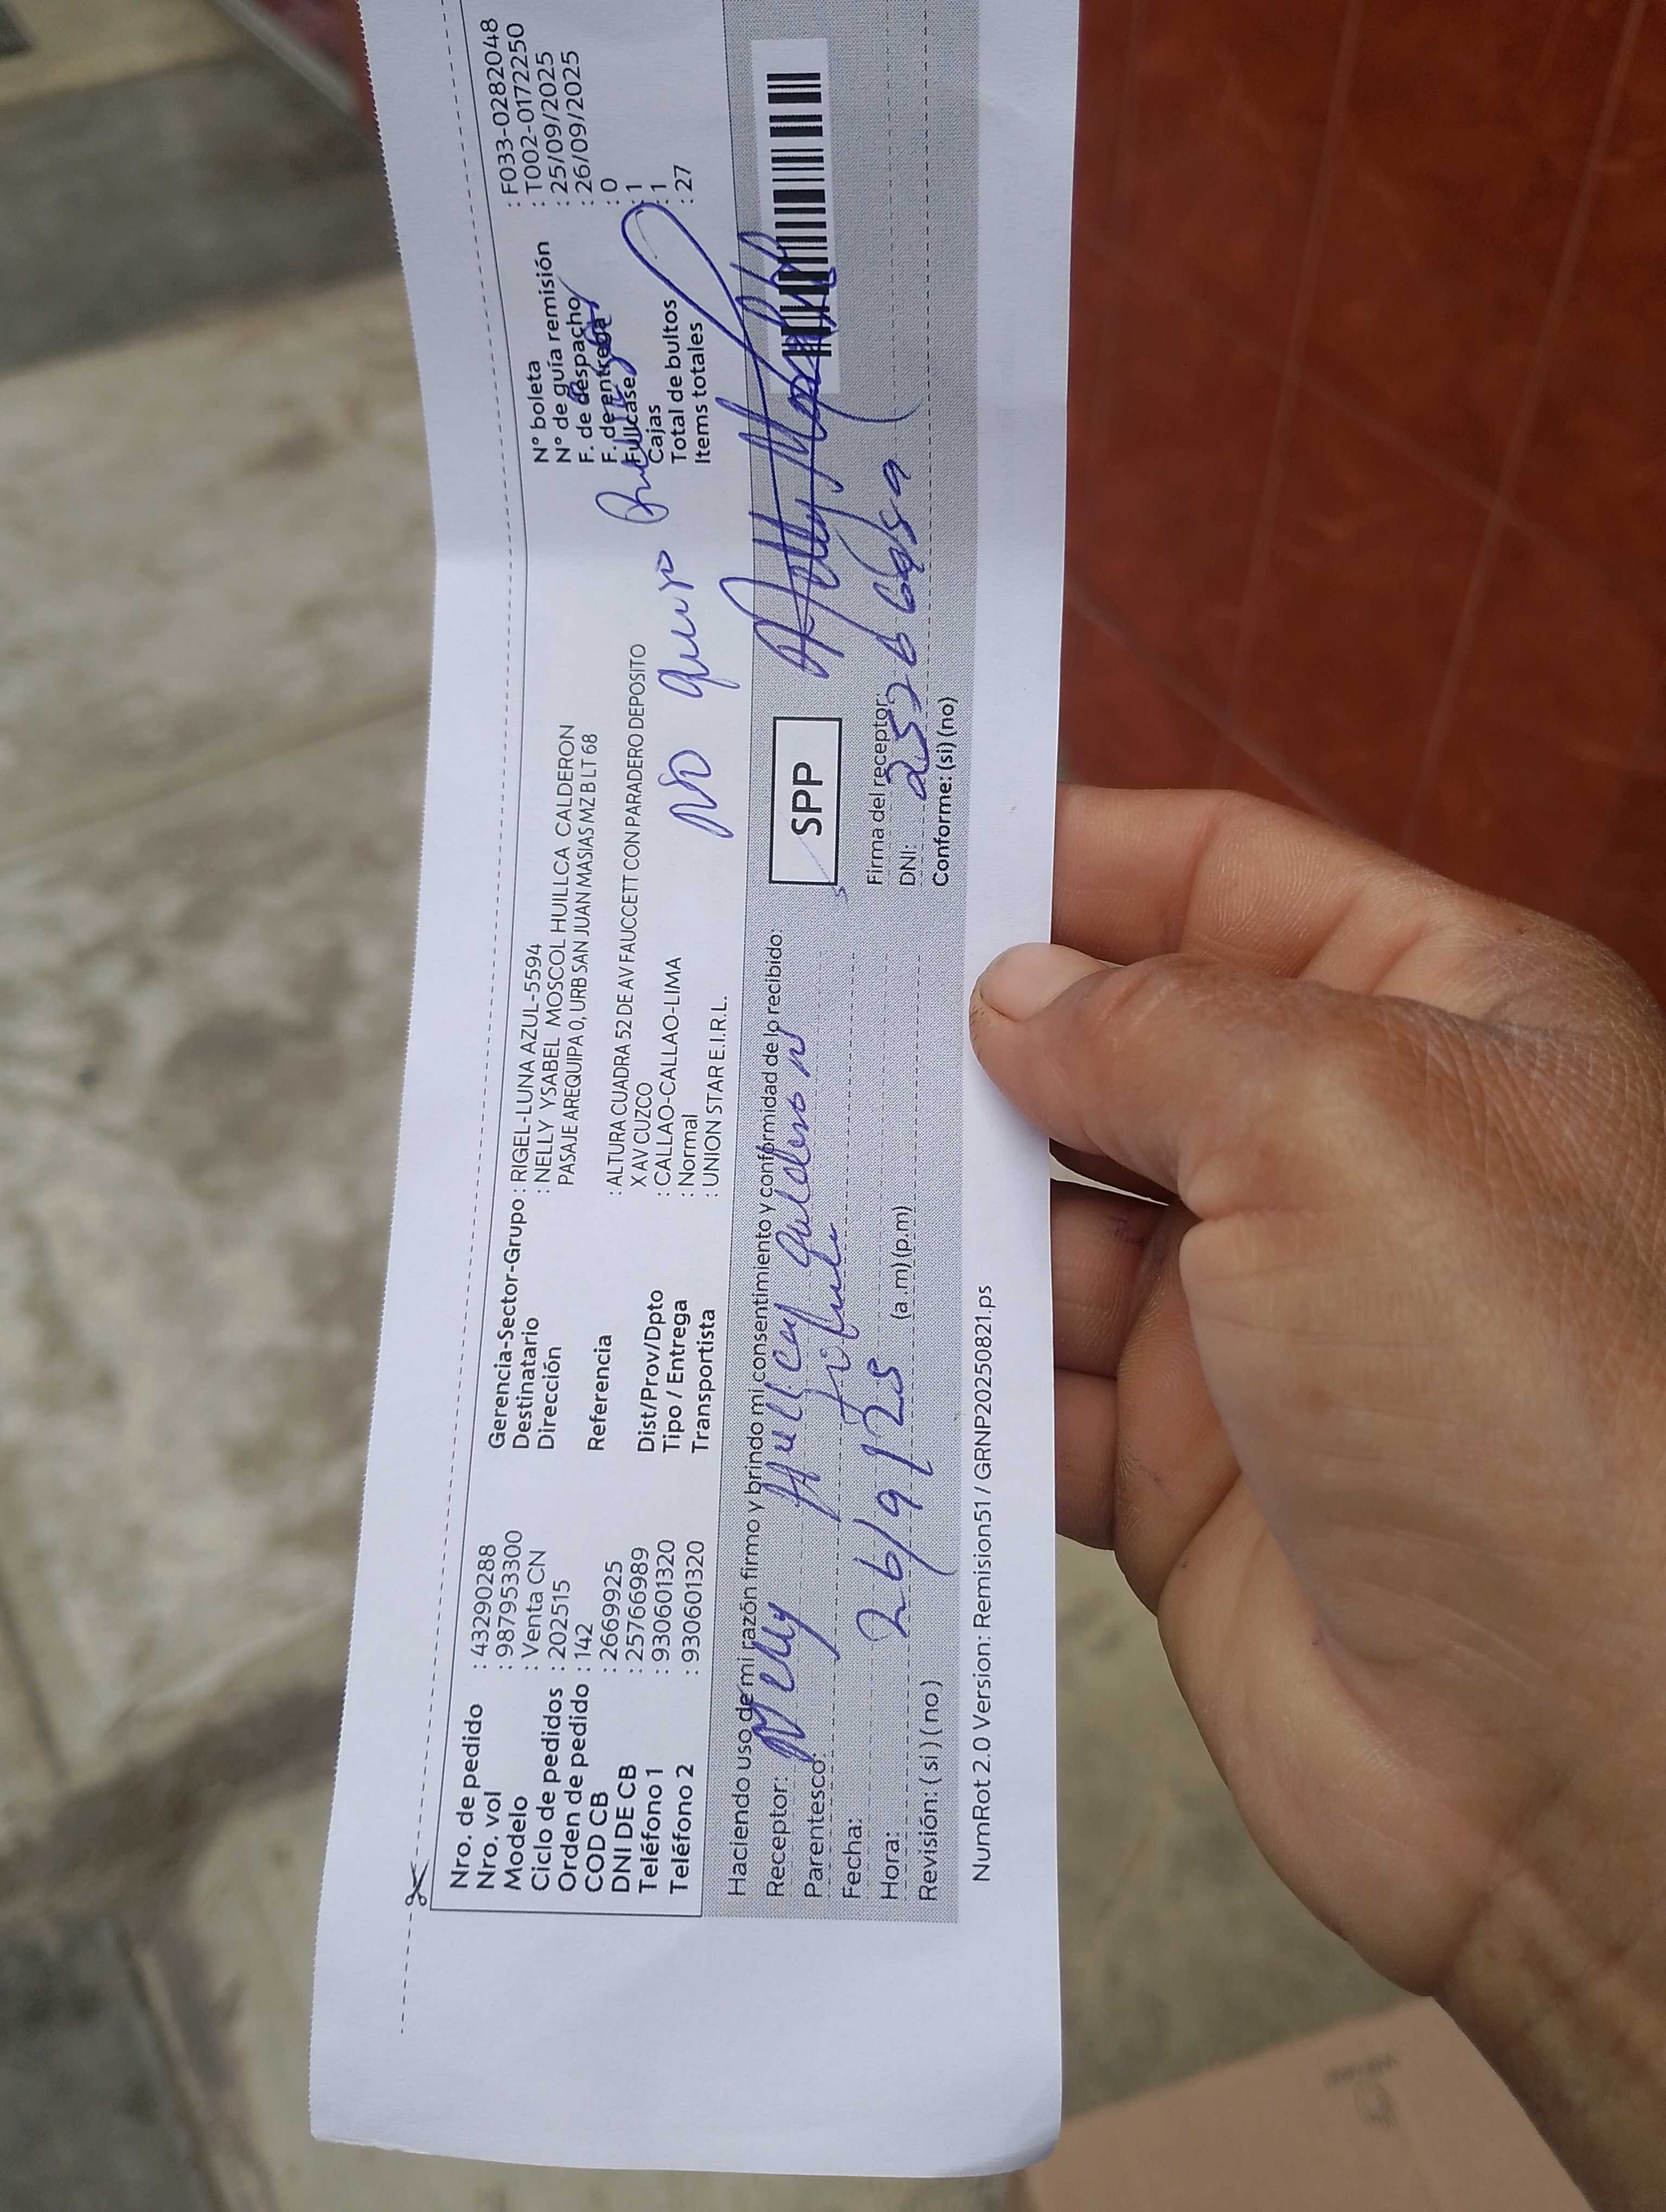 Nro. de pedido : 43290288
Nro. vol : 987953300
Modelo : Venta CN
Ciclo de pedidos : 202515
Orden de pedido : 142
COD CB : 2669925
DNI DE CB : 25766989
Teléfono 1 : 930601320
Teléfono 2 : 930601320
Gerencia-Sector-Grupo : RIGEL-LUNA AZUL-5594
Destinatario : NELLY YSABEL MOSCOL HUILLCA CALDERON
Dirección PASAJE AREQUIPA 0, URB SAN JUAN MASIAS MZ B LT 68
Referencia : ALTURA CUADRA 52 DE AV FAUCCETT CON PARADERO DEPOSITO
X AV CUZCO
Dist/Prov/Dpto : CALLAO-CALLAO-LIMA
Tipo / Entrega : Normal
Transportista : UNION STAR E.I.R.L.
N° boleta : F033-0282048
N° de guía remisión : T002-0172250
F. de despacho : 25/09/2025
F. de entrega : 26/09/2025
Fullcase : 0
Cajas : 1
Total de bultos : 1
Items totales : 27
No quiso
Haciendo uso de mi razón firmo y brindo mi consentimiento y conformidad de lo recibido:
Receptor: Nelly Huillca Calderon
Parentesco:
Fecha: 26/9/25
Hora: (a.m) (p.m)
Revisión: ( si ) ( no )
SPP
Firma del receptor:
DNI:
Conforme: (si) (no)
NumRot 2.0 Version: Remision51 / GRNP20250821.ps